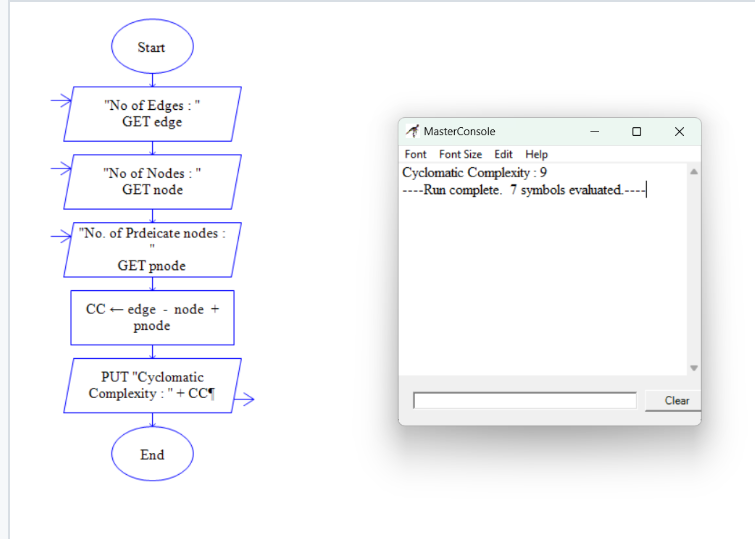 Start
"No of Edges : "
GET edge
"No of Nodes : "
GET node
"No. of Prdeicate nodes :
"
GET pnode
CC ← edge - node +
pnode
PUT "Cyclomatic
Complexity : " + CC¶
End
MasterConsole
Font Font Size Edit Help
Cyclomatic Complexity : 9
----Run complete. 7 symbols evaluated.----
Clear